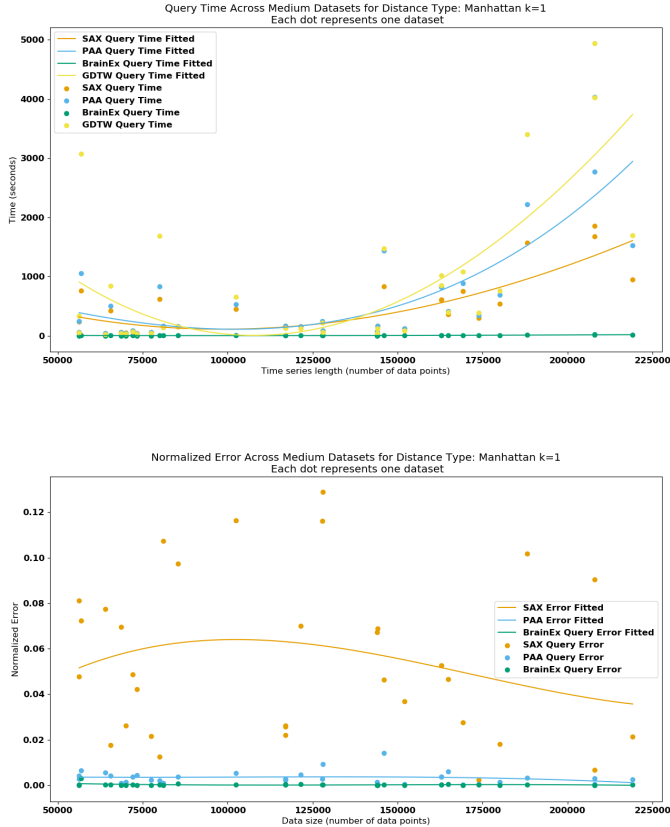 Query Time Across Medium Datasets for Distance Type: Manhattan k=1
Each dot represents one dataset
SAX Query Time Fitted
PAA Query Time Fitted
BrainEx Query Time Fitted
GDTW Query Time Fitted
SAX Query Time
PAA Query Time
BrainEx Query Time
GDTW Query Time
Time (seconds)
5000
4000
3000
2000
1000
0
50000 75000 100000 125000 150000 175000 200000 225000
Time series length (number of data points)
Normalized Error Across Medium Datasets for Distance Type: Manhattan k=1
Each dot represents one dataset
SAX Error Fitted
PAA Error Fitted
BrainEx Query Error Fitted
SAX Query Error
PAA Query Error
BrainEx Query Error
Normalized Error
0.12
0.10
0.08
0.06
0.04
0.02
0.00
50000 75000 100000 125000 150000 175000 200000 225000
Data size (number of data points)